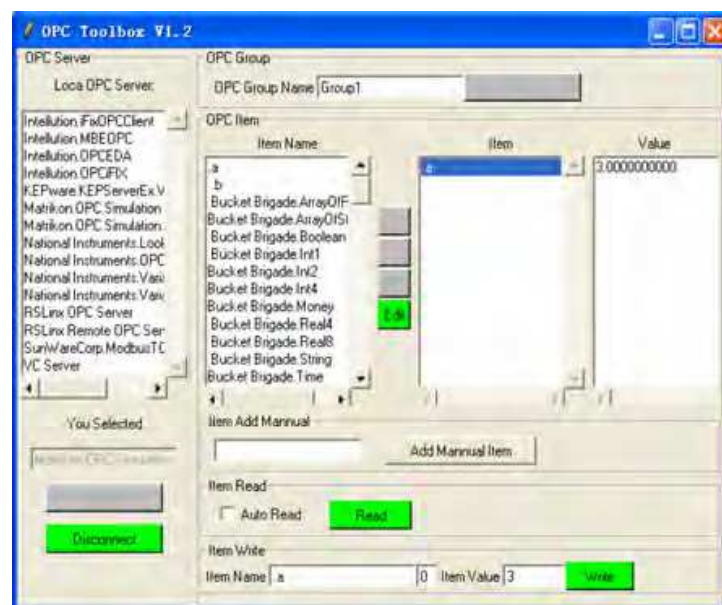 OPC Toolbox V1.2
OPC Server
Loca OPC Server:
Intellution.iFixOPCClient
Intellution.MBEOPC
Intellution.OPCEDA
Intellution.OPCiFIX
KEPware.KEPServerEx.V
Matrikon.OPC.Simulation
Matrikon.OPC.Simulation.
National Instruments.Look
National Instruments.OPC
National Instruments.Varia
National Instruments.Varia
RSLinx OPC Server
RSLinx Remote OPC Ser
SunWareCorp.ModbusTC
VC Server
You Selected
Disconnect
OPC Group
OPC Group Name
Group1
OPC Item
Item Name
a
b
Bucket Brigade.ArrayOfF
Bucket Brigade.ArrayOfSt
Bucket Brigade.Boolean
Bucket Brigade.Int1
Bucket Brigade.Int2
Bucket Brigade.Int4
Bucket Brigade.Money
Bucket Brigade.Real4
Bucket Brigade.Real8
Bucket Brigade.String
Bucket Brigade.Time
Edit
Item
a
Value
3.0000000000
Item Add Mannual
Add Mannual Item
Item Read
Auto Read
Read
Item Write
Item Name a 0 Item Value 3 Write